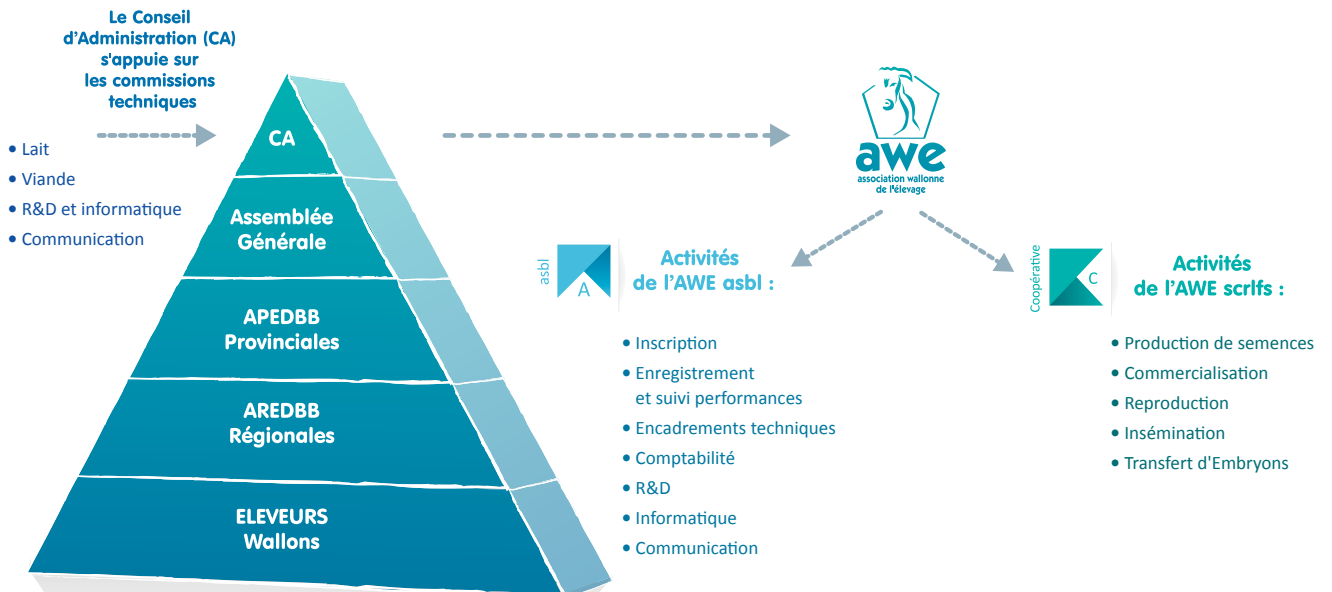 Le Conseil
d'Administration (CA)
s'appuie sur
les commissions
techniques
• Lait
• Viande
• R&D et informatique
• Communication
CA
Assemblée
Générale
APEDBB
Provinciales
AREDBB
Régionales
ELEVEURS
Wallons
awe
association wallonne
de l'élevage
asbl
A
Activités
de l'AWE asbl :
• Inscription
• Enregistrement
et suivi performances
• Encadrements techniques
• Comptabilité
• R&D
• Informatique
• Communication
Coopérative
C
Activités
de l'AWE scrlfs :
• Production de semences
• Commercialisation
• Reproduction
• Insémination
• Transfert d'Embryons